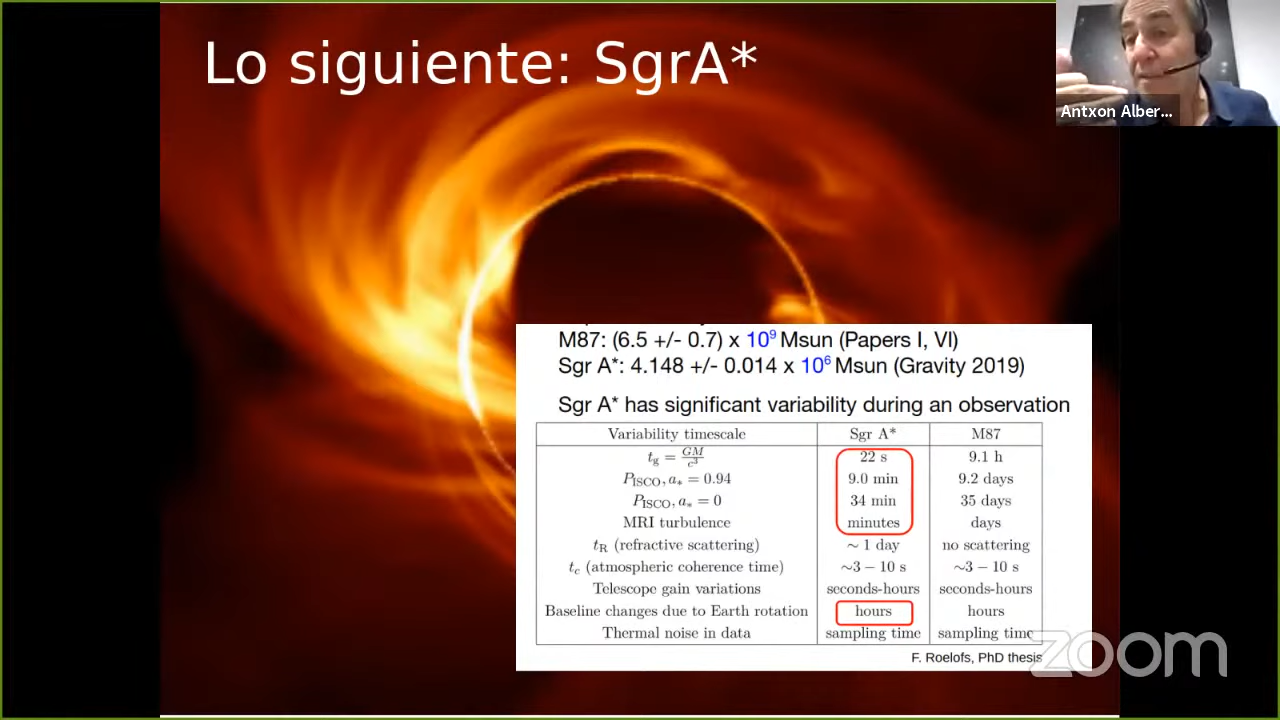 Lo siguiente: SgrA*
Antxon Alber...
M87: (6.5 +/- 0.7) x 10⁹ Msun (Papers I, VI)
Sgr A*: 4.148 +/- 0.014 x 10⁶ Msun (Gravity 2019)
Sgr A* has significant variability during an observation
Variability timescale Sgr A* M87
t_g = GM/c³ 22 s 9.1 h
P_ISCO, a_* = 0.94 9.0 min 9.2 days
P_ISCO, a_* = 0 34 min 35 days
MRI turbulence minutes days
t_R (refractive scattering) ~ 1 day no scattering
t_c (atmospheric coherence time) ~3 − 10 s ~3 − 10 s
Telescope gain variations seconds-hours seconds-hours
Baseline changes due to Earth rotation hours hours
Thermal noise in data sampling time sampling time
F. Roelofs, PhD thesis
zoom